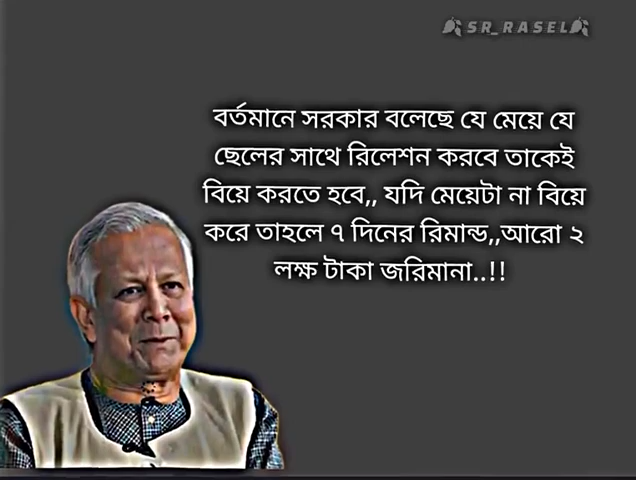 SR_RASEL
বর্তমানে সরকার বলেছে যে মেয়ে যে
ছেলের সাথে রিলেশন করবে তাকেই
বিয়ে করতে হবে,, যদি মেয়েটা না বিয়ে
করে তাহলে ৭ দিনের রিমান্ড,,আরো ২
লক্ষ টাকা জরিমানা..!!